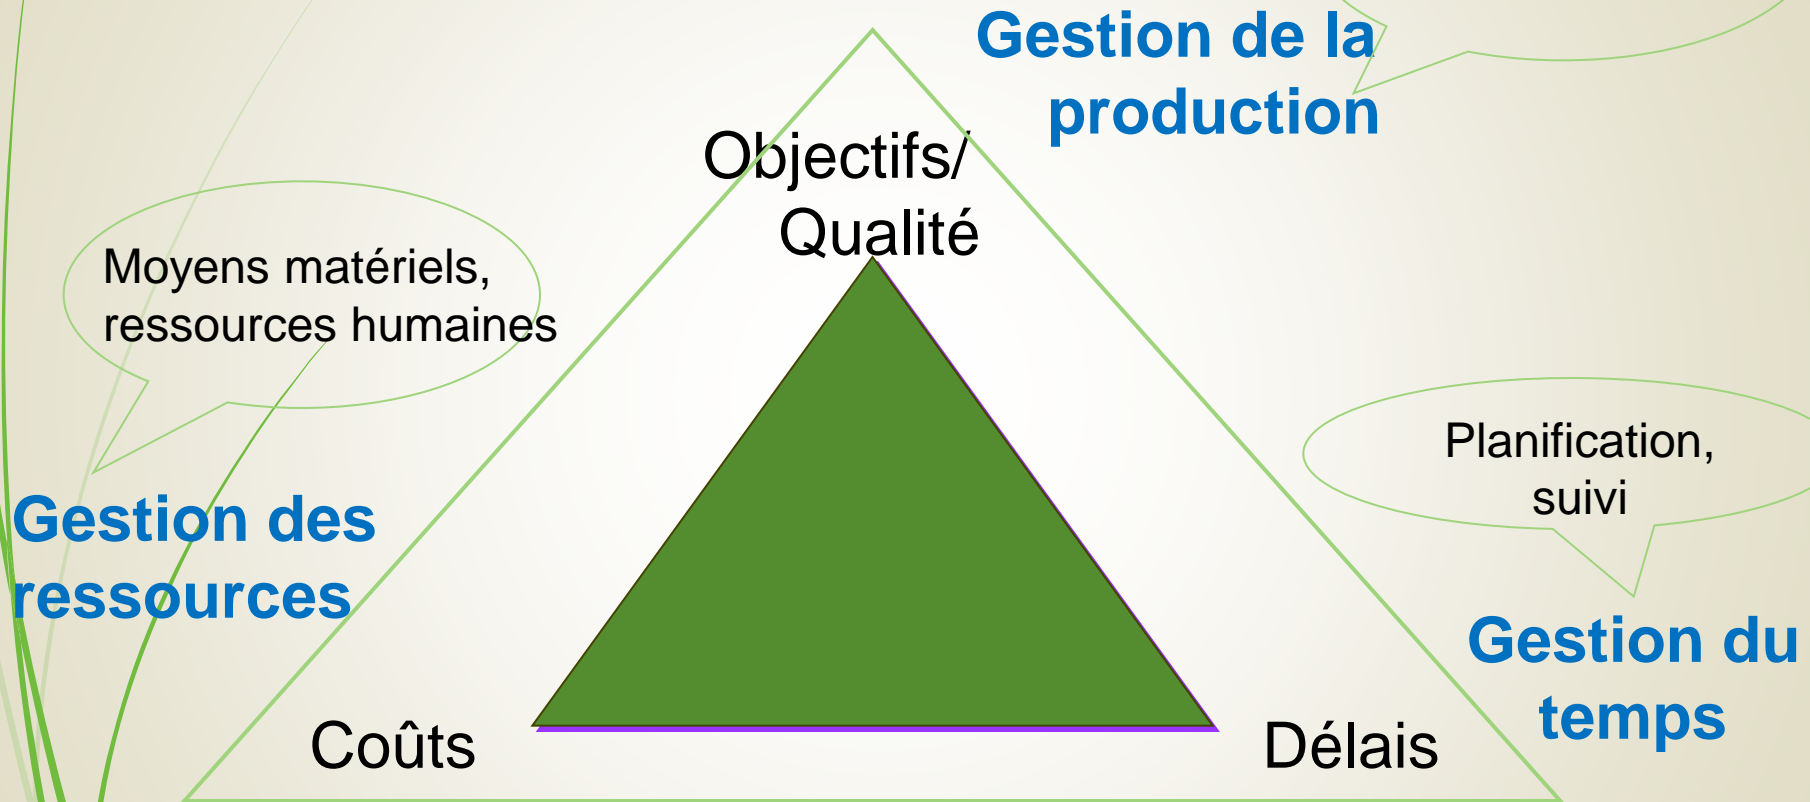 Gestion de la
production
Objectifs/
Qualité
Moyens matériels,
ressources humaines
Planification,
suivi
Gestion des
ressources
Gestion du
temps
Coûts
Délais